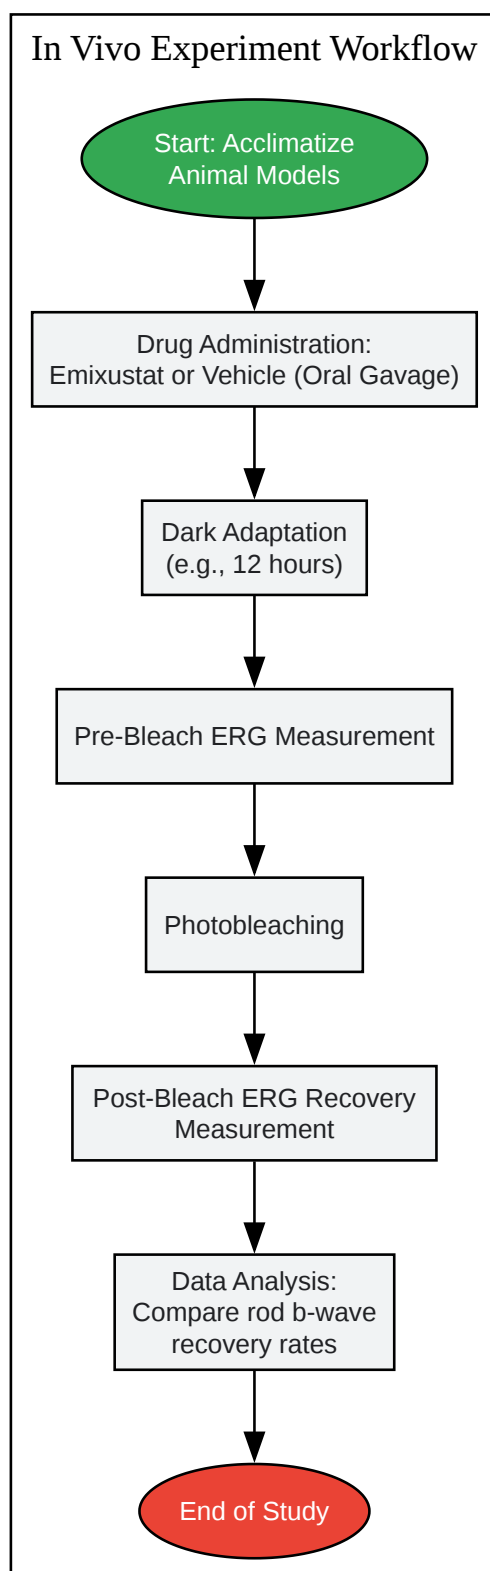 In Vivo Experiment Workflow
Start: Acclimatize
Animal Models
Drug Administration:
Emixustat or Vehicle (Oral Gavage)
Dark Adaptation
(e.g., 12 hours)
Pre-Bleach ERG Measurement
Photobleaching
Post-Bleach ERG Recovery
Measurement
Data Analysis:
Compare rod b-wave
recovery rates
End of Study